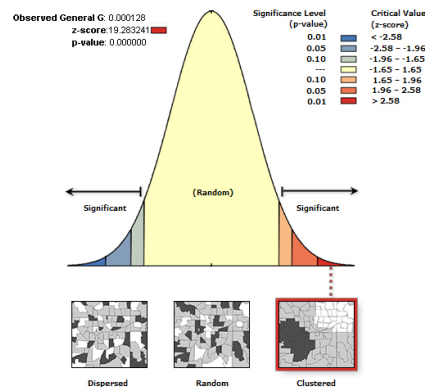 Observed General G: 0.000128
z-score: 19.283241
p-value: 0.000000
Significance Level
(p-value)
Critical Value
(z-score)
0.01 < -2.58
0.05 -2.58 – -1.96
0.10 -1.96 – -1.65
--- -1.65 – 1.65
0.10 1.65 – 1.96
0.05 1.96 – 2.58
0.01 > 2.58
(Random)
Significant
Significant
Dispersed
Random
Clustered